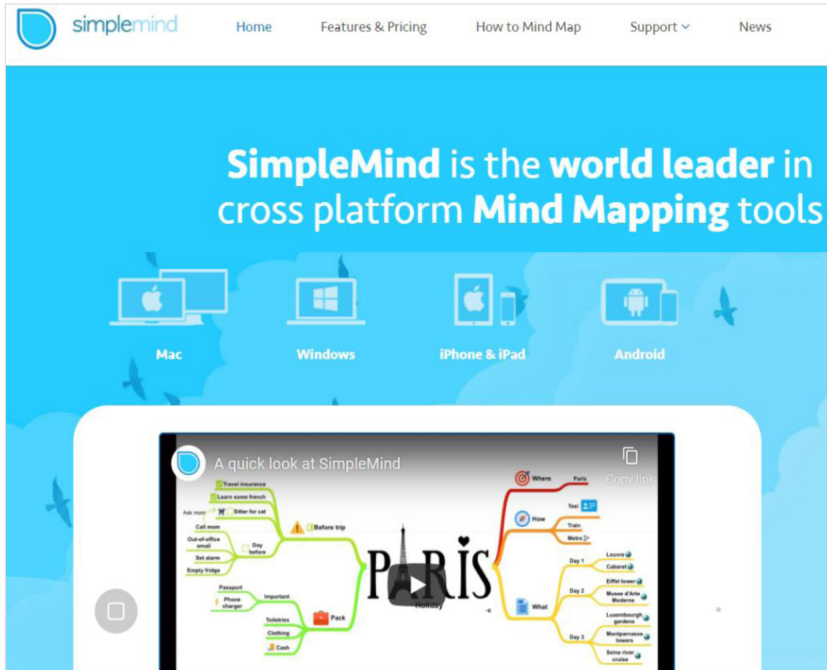 simplemind
Home
Features & Pricing
How to Mind Map
Support
News
SimpleMind is the world leader in
cross platform Mind Mapping tools
Mac
Windows
iPhone & iPad
Android
A quick look at SimpleMind
Copy link
Travel insurance
Learn some french
Ask mom
Sitter for cat
Call mom
Out-of-office
email
Set alarm
Empty fridge
Day
before
Before trip
Passport
Phone
charger
Important
Toiletries
Clothing
Cash
Pack
PARIS
Holiday
Where
Paris
How
Taxi
Train
Metro
What
Day 1
Louvre
Cabaret
Day 2
Eiffel tower
Musee d'Arte
Moderne
Day 3
Luxembourgh
gardens
Montparnasse
towers
Seine river
cruise